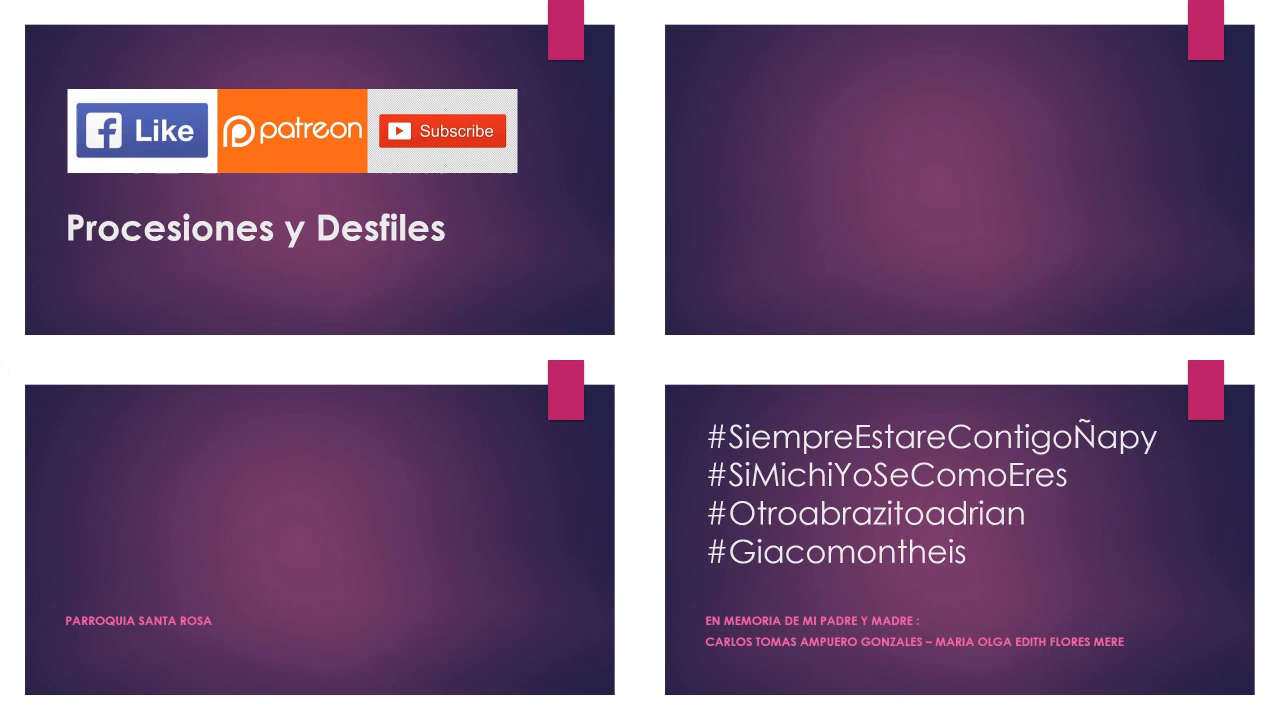 Like
patreon
Subscribe
Procesiones y Desfiles
PARROQUIA SANTA ROSA
#SiempreEstareContigoÑapy
#SiMichiYoSeComoEres
#Otroabrazitoadrian
#Giacomontheis
EN MEMORIA DE MI PADRE Y MADRE :
CARLOS TOMAS AMPUERO GONZALES – MARIA OLGA EDITH FLORES MERE